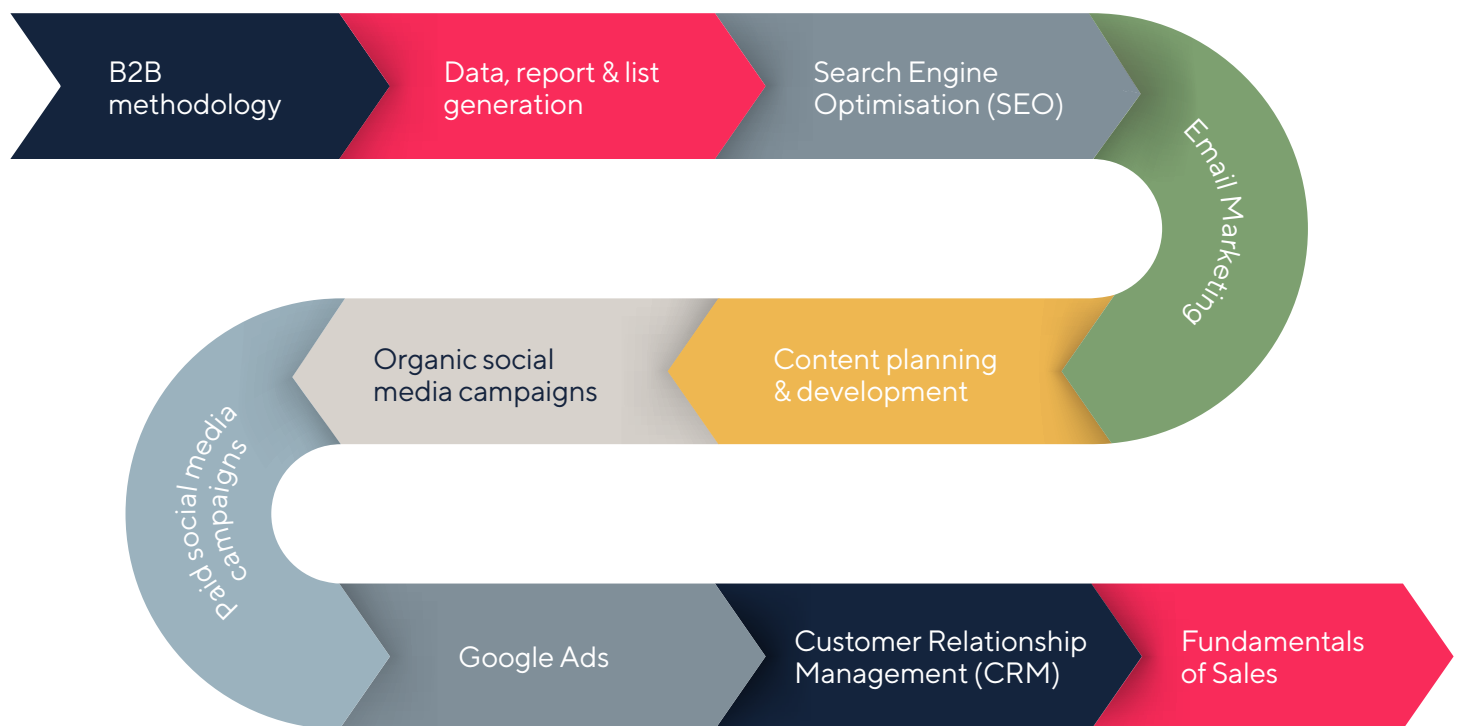 B2B
methodology
Data, report & list
generation
Search Engine
Optimisation (SEO)
Email Marketing
Content planning
& development
Organic social
media campaigns
Paid social media
campaigns
Google Ads
Customer Relationship
Management (CRM)
Fundamentals
of Sales